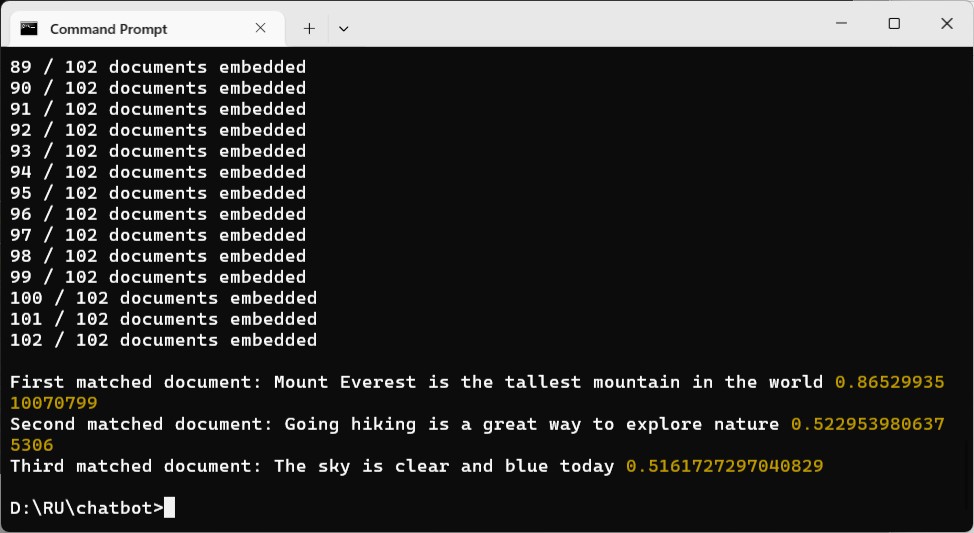 Command Prompt
89 / 102 documents embedded
90 / 102 documents embedded
91 / 102 documents embedded
92 / 102 documents embedded
93 / 102 documents embedded
94 / 102 documents embedded
95 / 102 documents embedded
96 / 102 documents embedded
97 / 102 documents embedded
98 / 102 documents embedded
99 / 102 documents embedded
100 / 102 documents embedded
101 / 102 documents embedded
102 / 102 documents embedded
First matched document: Mount Everest is the tallest mountain in the world 0.86529935
10070799
Second matched document: Going hiking is a great way to explore nature 0.522953980637
5306
Third matched document: The sky is clear and blue today 0.5161727297040829
D:\RU\chatbot>